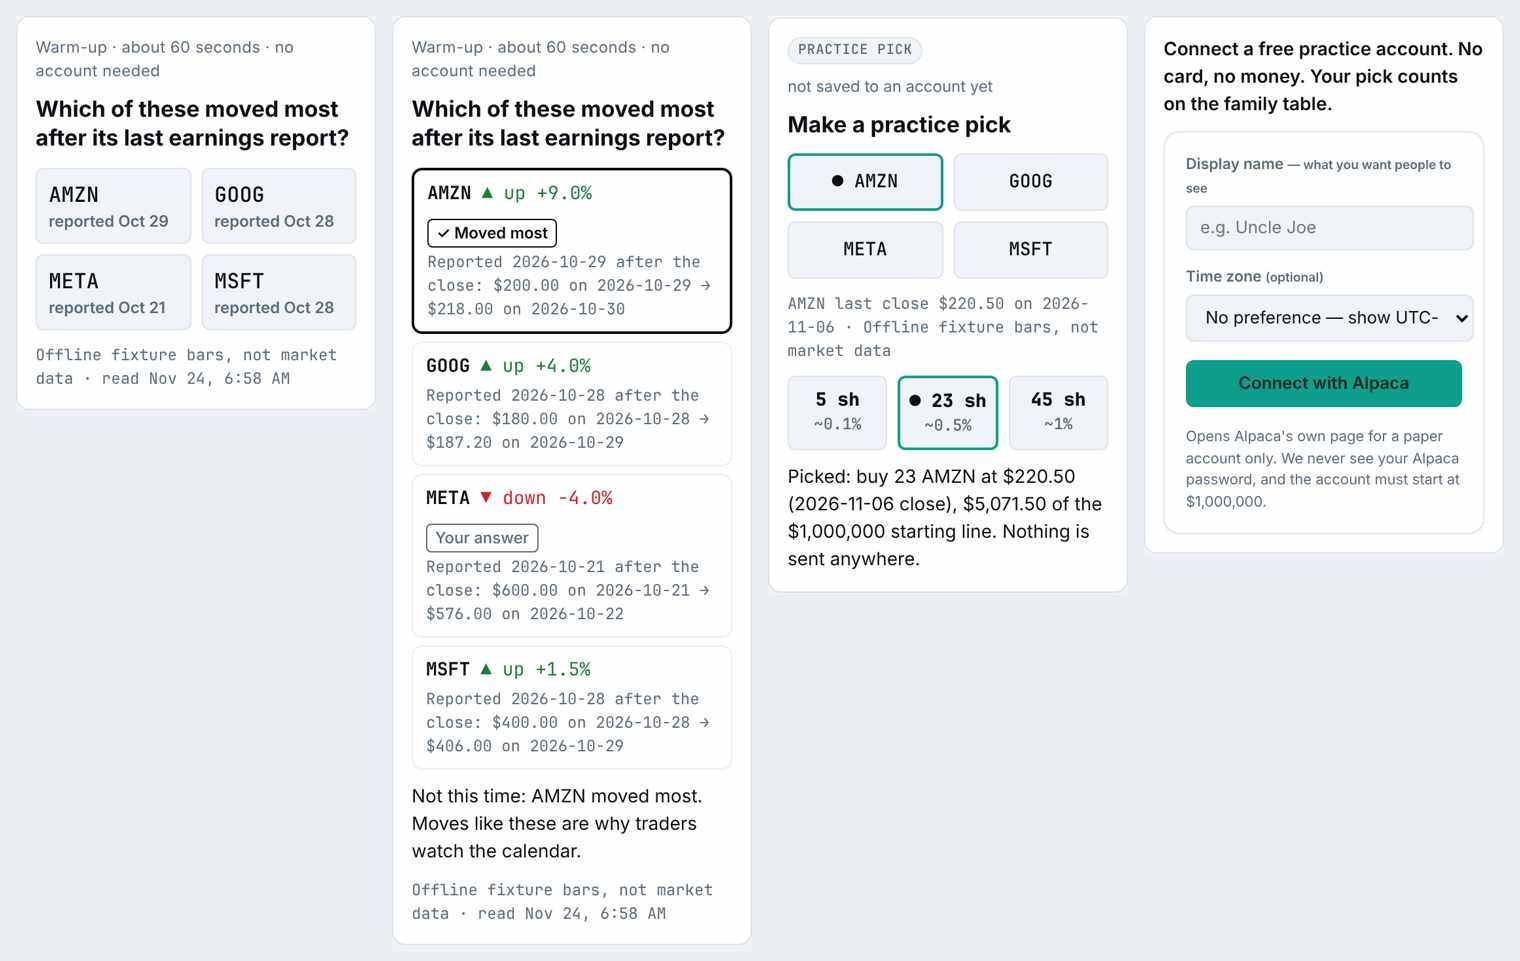 Warm-up · about 60 seconds · no
account needed
Which of these moved most
after its last earnings report?
AMZN
reported Oct 29
GOOG
reported Oct 28
META
reported Oct 21
MSFT
reported Oct 28
Offline fixture bars, not market
data · read Nov 24, 6:58 AM
Warm-up · about 60 seconds · no
account needed
Which of these moved most
after its last earnings report?
AMZN ▲ up +9.0%
✓ Moved most
Reported 2026-10-29 after the
close: $200.00 on 2026-10-29 →
$218.00 on 2026-10-30
GOOG ▲ up +4.0%
Reported 2026-10-28 after the
close: $180.00 on 2026-10-28 →
$187.20 on 2026-10-29
META ▼ down -4.0%
Your answer
Reported 2026-10-21 after the
close: $600.00 on 2026-10-21 →
$576.00 on 2026-10-22
MSFT ▲ up +1.5%
Reported 2026-10-28 after the
close: $400.00 on 2026-10-28 →
$406.00 on 2026-10-29
Not this time: AMZN moved most.
Moves like these are why traders
watch the calendar.
Offline fixture bars, not market
data · read Nov 24, 6:58 AM
PRACTICE PICK
not saved to an account yet
Make a practice pick
● AMZN
GOOG
META
MSFT
AMZN last close $220.50 on 2026-
11-06 · Offline fixture bars, not
market data
5 sh
~0.1%
● 23 sh
~0.5%
45 sh
~1%
Picked: buy 23 AMZN at $220.50
(2026-11-06 close), $5,071.50 of the
$1,000,000 starting line. Nothing is
sent anywhere.
Connect a free practice account. No
card, no money. Your pick counts
on the family table.
Display name — what you want people to
see
e.g. Uncle Joe
Time zone (optional)
No preference — show UTC-
Connect with Alpaca
Opens Alpaca's own page for a paper
account only. We never see your Alpaca
password, and the account must start at
$1,000,000.